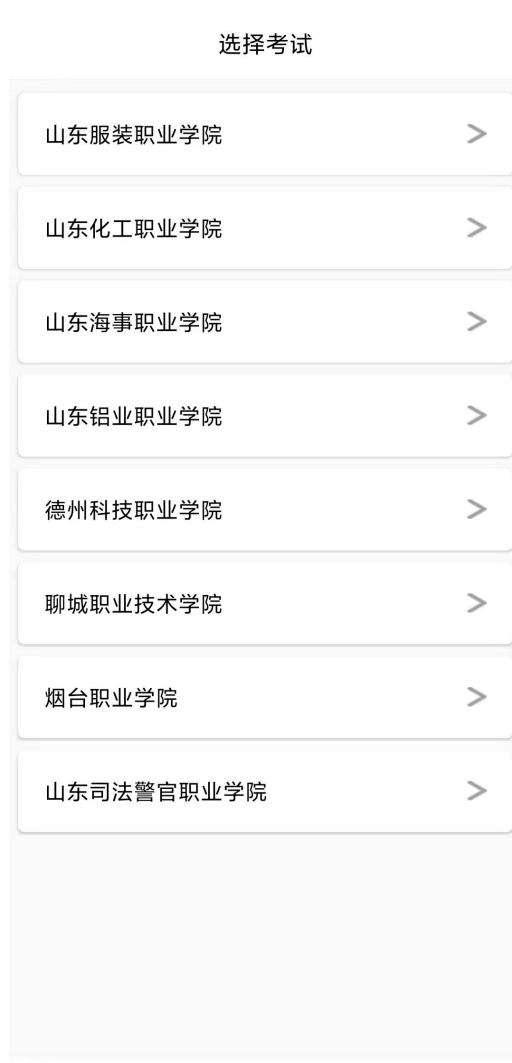 选择考试
山东服装职业学院
山东化工职业学院
山东海事职业学院
山东铝业职业学院
德州科技职业学院
聊城职业技术学院
烟台职业学院
山东司法警官职业学院